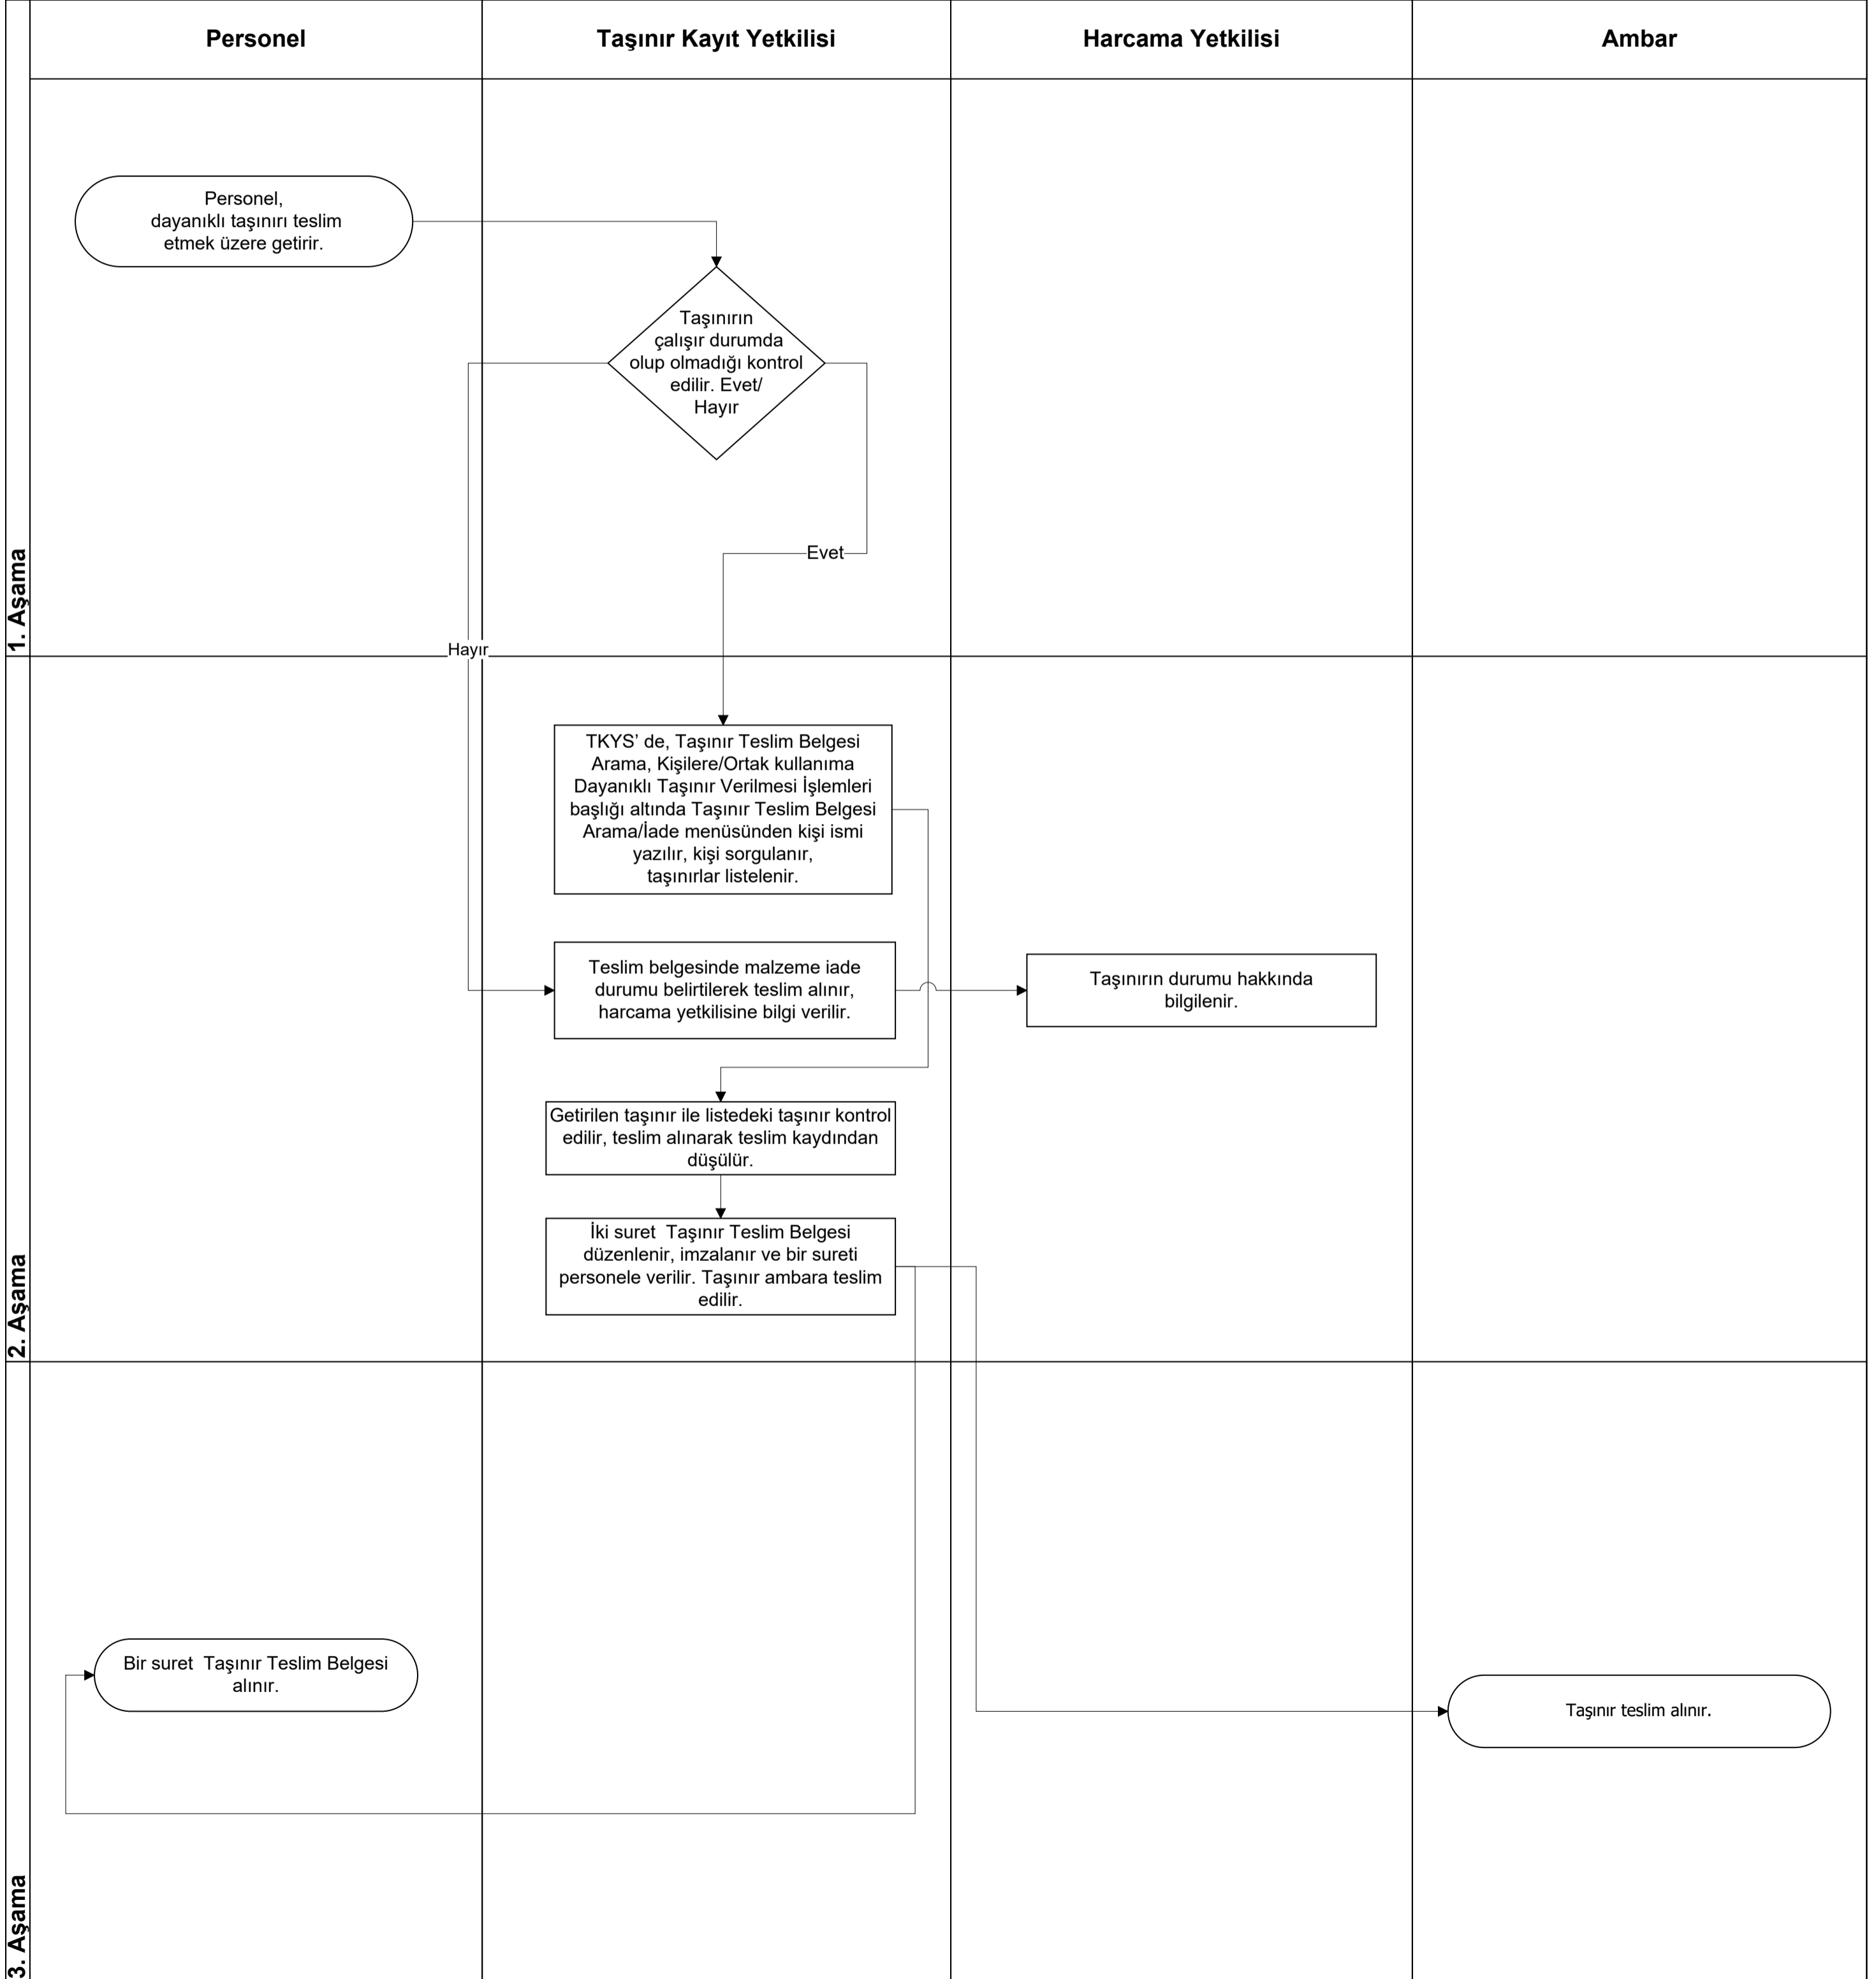 Personel
Taşınır Kayıt Yetkilisi
Harcama Yetkilisi
Ambar
1. Aşama
Personel,
dayanıklı taşınırı teslim
etmek üzere getirir.
Taşınırın
çalışır durumda
olup olmadığı kontrol
edilir. Evet/
Hayır
Evet
Hayır
2. Aşama
TKYS’ de, Taşınır Teslim Belgesi
Arama, Kişilere/Ortak kullanıma
Dayanıklı Taşınır Verilmesi İşlemleri
başlığı altında Taşınır Teslim Belgesi
Arama/İade menüsünden kişi ismi
yazılır, kişi sorgulanır,
taşınırlar listelenir.
Teslim belgesinde malzeme iade
durumu belirtilerek teslim alınır,
harcama yetkilisine bilgi verilir.
Taşınırın durumu hakkında
bilgilenir.
Getirilen taşınır ile listedeki taşınır kontrol
edilir, teslim alınarak teslim kaydından
düşülür.
İki suret  Taşınır Teslim Belgesi
düzenlenir, imzalanır ve bir sureti
personele verilir. Taşınır ambara teslim
edilir.
3. Aşama
Bir suret  Taşınır Teslim Belgesi
alınır.
Taşınır teslim alınır.